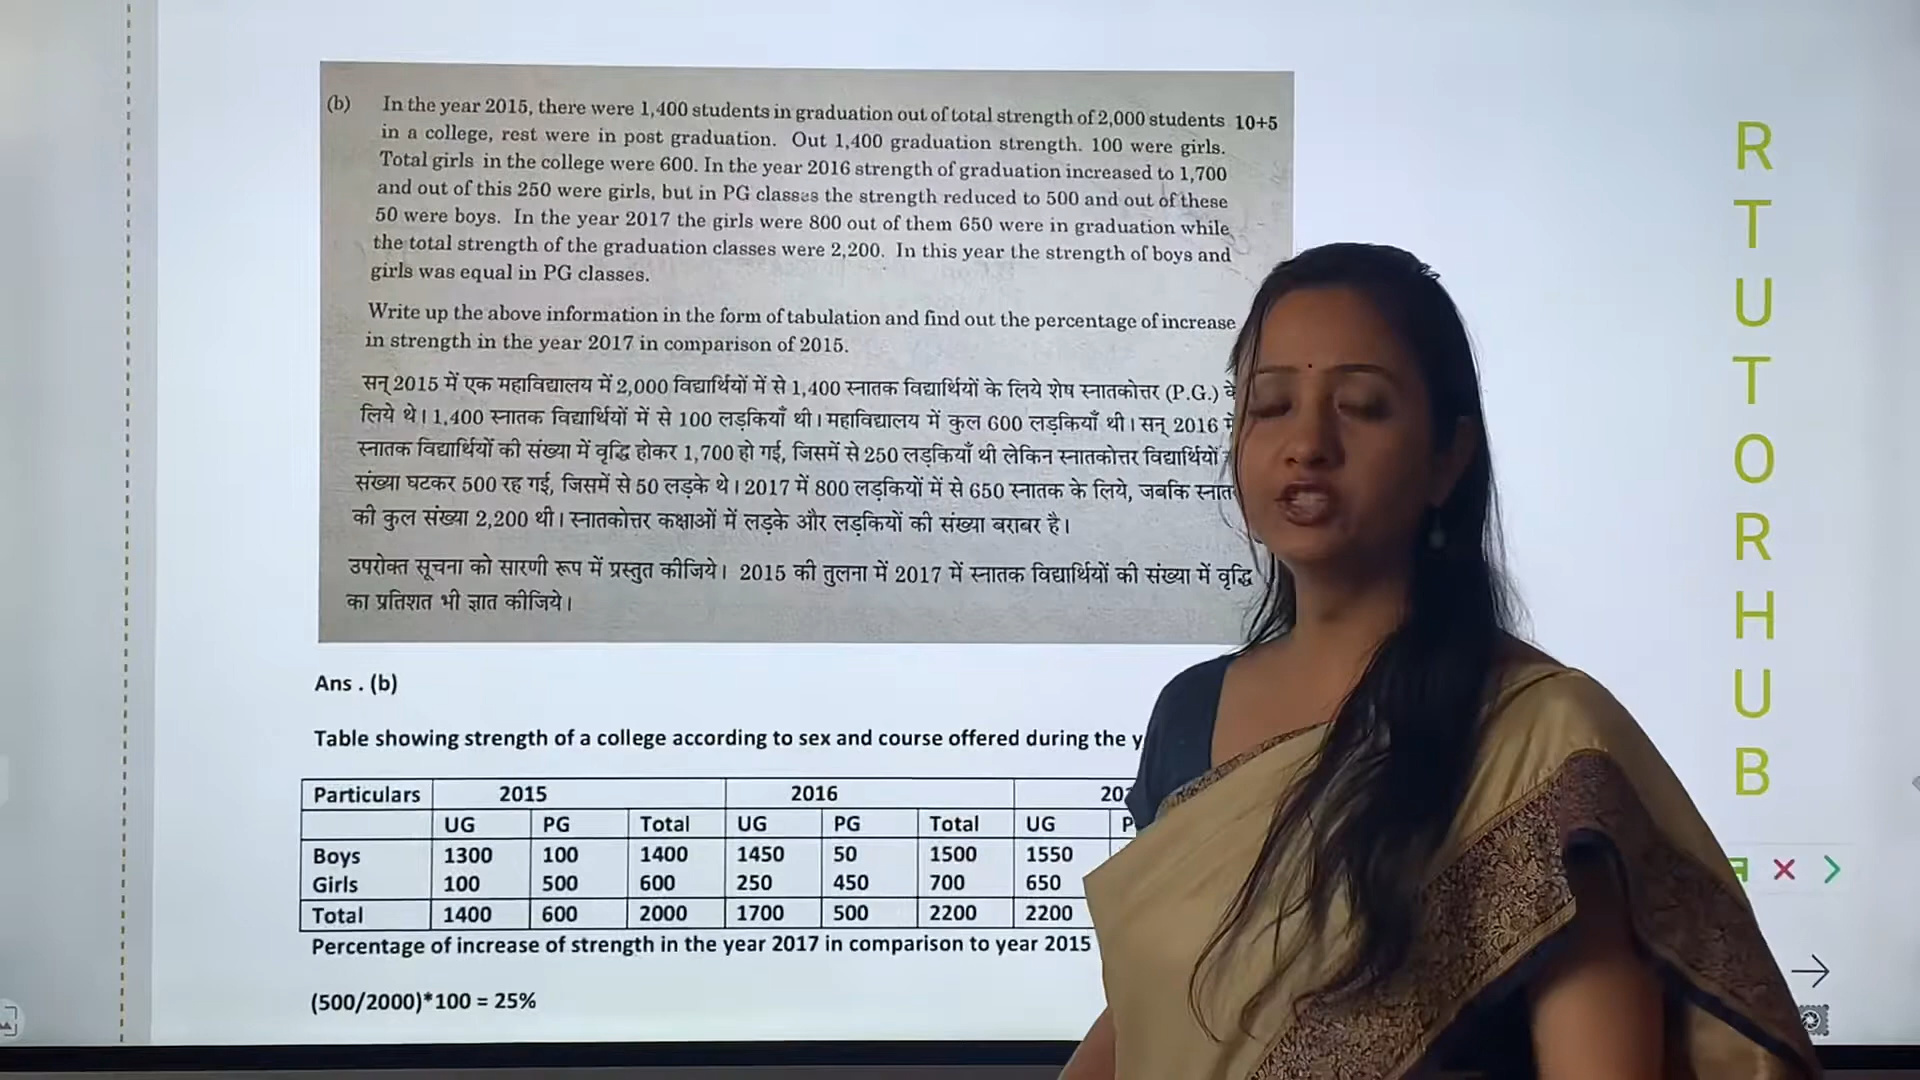 (b) In the year 2015, there were 1,400 students in graduation out of total strength of 2,000 students 10+5
in a college, rest were in post graduation. Out 1,400 graduation strength. 100 were girls.
Total girls in the college were 600. In the year 2016 strength of graduation increased to 1,700
and out of this 250 were girls, but in PG classes the strength reduced to 500 and out of these
50 were boys. In the year 2017 the girls were 800 out of them 650 were in graduation while
the total strength of the graduation classes were 2,200. In this year the strength of boys and
girls was equal in PG classes.
Write up the above information in the form of tabulation and find out the percentage of increase
in strength in the year 2017 in comparison of 2015.
सन् 2015 में एक महाविद्यालय में 2,000 विद्यार्थियों में से 1,400 स्नातक विद्यार्थियों के लिये शेष स्नातकोत्तर (P.G.) के
लिये थे। 1,400 स्नातक विद्यार्थियों में से 100 लड़कियाँ थी। महाविद्यालय में कुल 600 लड़कियाँ थी। सन् 2016 में
स्नातक विद्यार्थियों की संख्या में वृद्धि होकर 1,700 हो गई, जिसमें से 250 लड़कियाँ थी लेकिन स्नातकोत्तर विद्यार्थियों
संख्या घटकर 500 रह गई, जिसमें से 50 लड़के थे। 2017 में 800 लड़कियों में से 650 स्नातक के लिये, जबकि
की कुल संख्या 2,200 थी। स्नातकोत्तर कक्षाओं में लड़के और लड़कियों की संख्या बराबर है।
उपरोक्त सूचना को सारणी रूप में प्रस्तुत कीजिये। 2015 की तुलना में 2017 में स्नातक विद्यार्थियों की संख्या में वृद्धि
का प्रतिशत भी ज्ञात कीजिये।
Ans . (b)
Table showing strength of a college according to sex and course offered during the
Particulars 2015 2016
UG PG Total UG PG Total UG
Boys 1300 100 1400 1450 50 1500 1550
Girls 100 500 600 250 450 700 650
Total 1400 600 2000 1700 500 2200 2200
Percentage of increase of strength in the year 2017 in comparison to year 2015
(500/2000)*100 = 25%
R
T
U
T
O
R
H
U
B